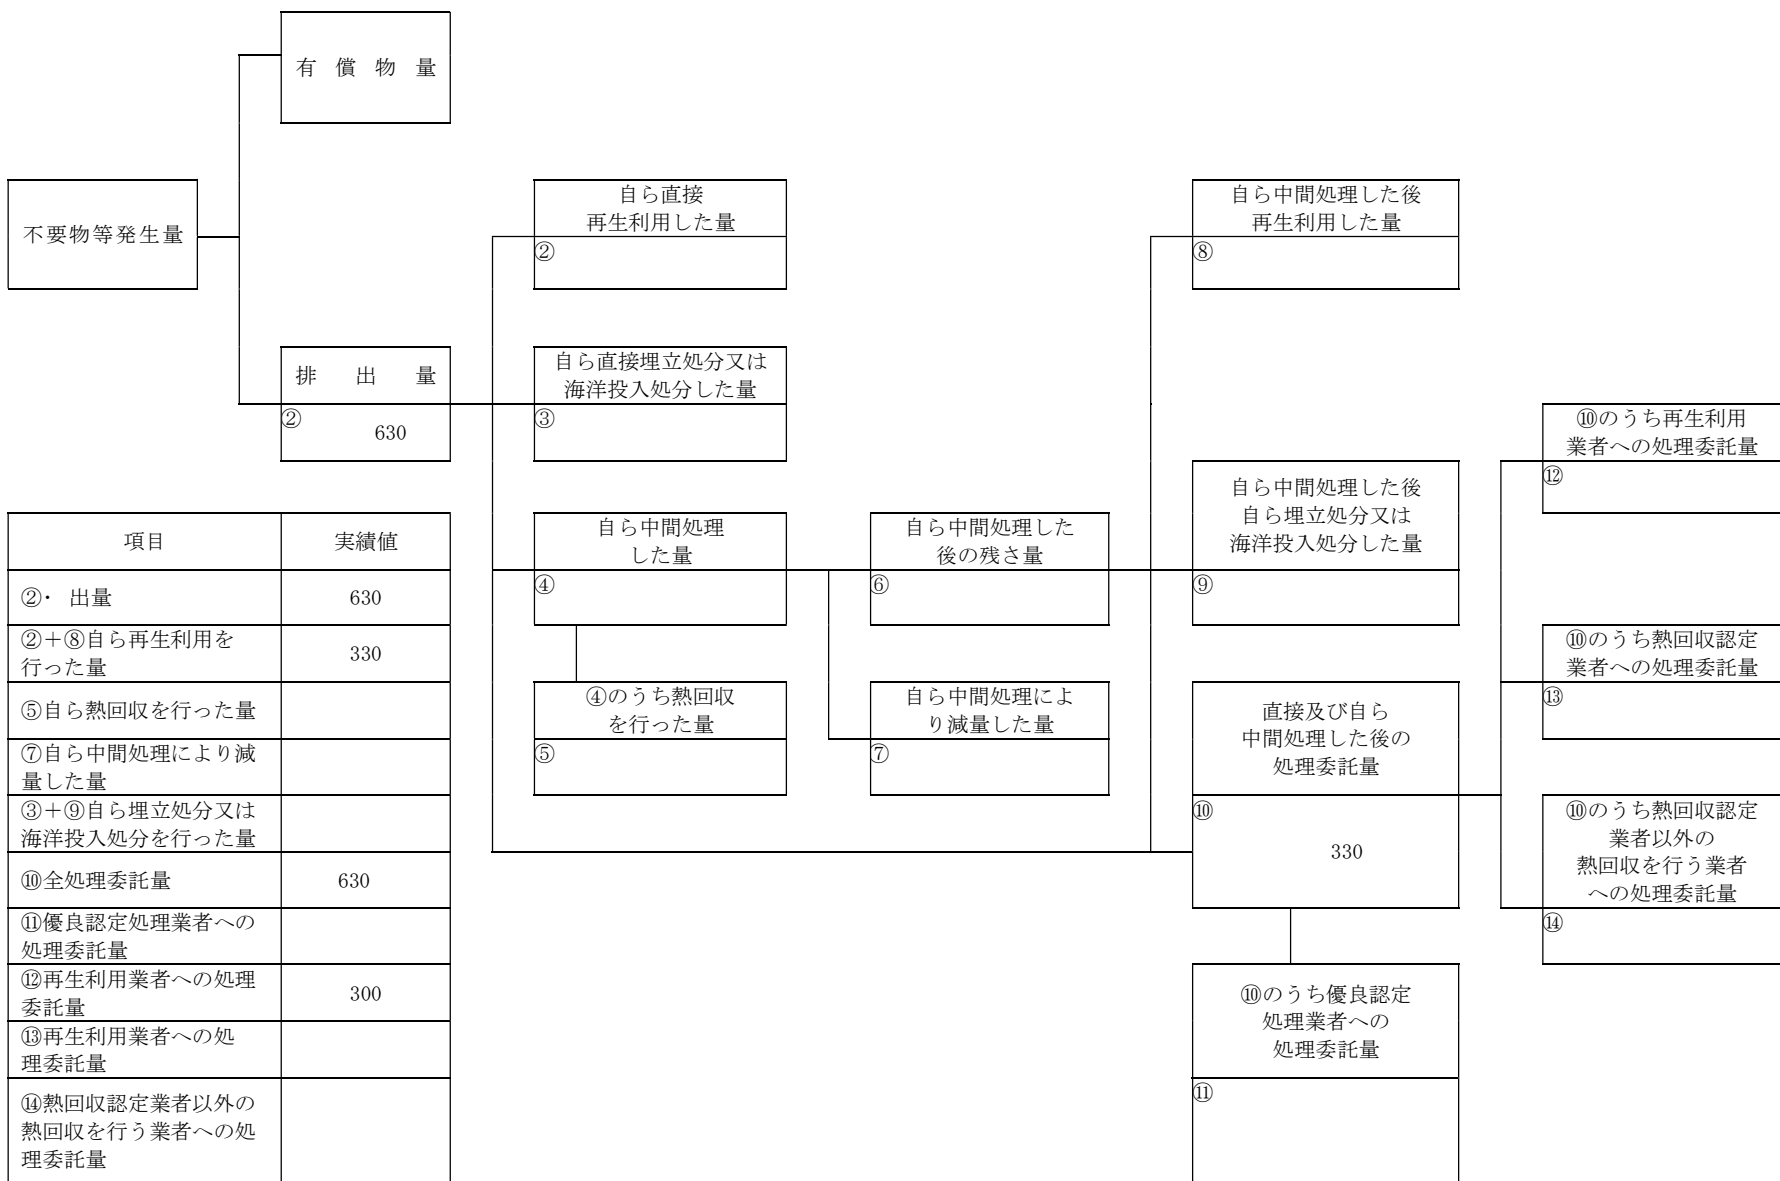 有償物量
不要物等発生量
自ら直接
再生利用した量
②
自ら中間処理した後
再生利用した量
⑧
排出量
②
630
自ら直接埋立処分又は
海洋投入処分した量
③
⑩のうち再生利用
業者への処理委託量
⑫
自ら中間処理した後
自ら埋立処分又は
海洋投入処分した量
⑨
自ら中間処理
した量
④
自ら中間処理した
後の残さ量
⑥
④のうち熱回収
を行った量
⑤
自ら中間処理によ
り減量した量
⑦
⑩のうち熱回収認定
業者への処理委託量
⑬
直接及び自ら
中間処理した後の
処理委託量
⑩
330
⑩のうち熱回収認定
業者以外の
熱回収を行う業者
への処理委託量
⑭
⑩のうち優良認定
処理業者への
処理委託量
⑪
項目 実績値
②・ 出量 630
②＋⑧自ら再生利用を
行った量
330
⑤自ら熱回収を行った量
⑦自ら中間処理により減
量した量
③＋⑨自ら埋立処分又は
海洋投入処分を行った量
⑩全処理委託量 630
⑪優良認定処理業者への
処理委託量
⑫再生利用業者への処理
委託量
300
⑬再生利用業者への処
理委託量
⑭熱回収認定業者以外の
熱回収を行う業者への処
理委託量